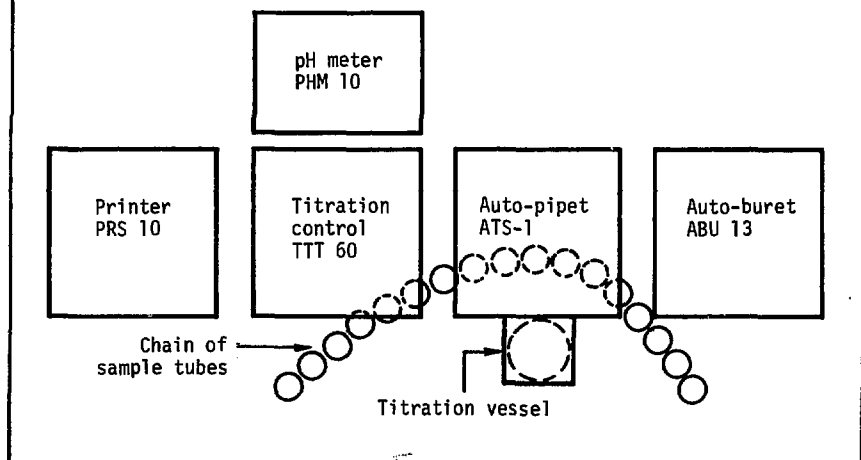 pH meter
PHM 10
Printer
PRS 10
Titration
control
TTT 60
Auto-pipet
ATS-1
Auto-buret
ABU 13
Chain of
sample tubes
Titration vessel